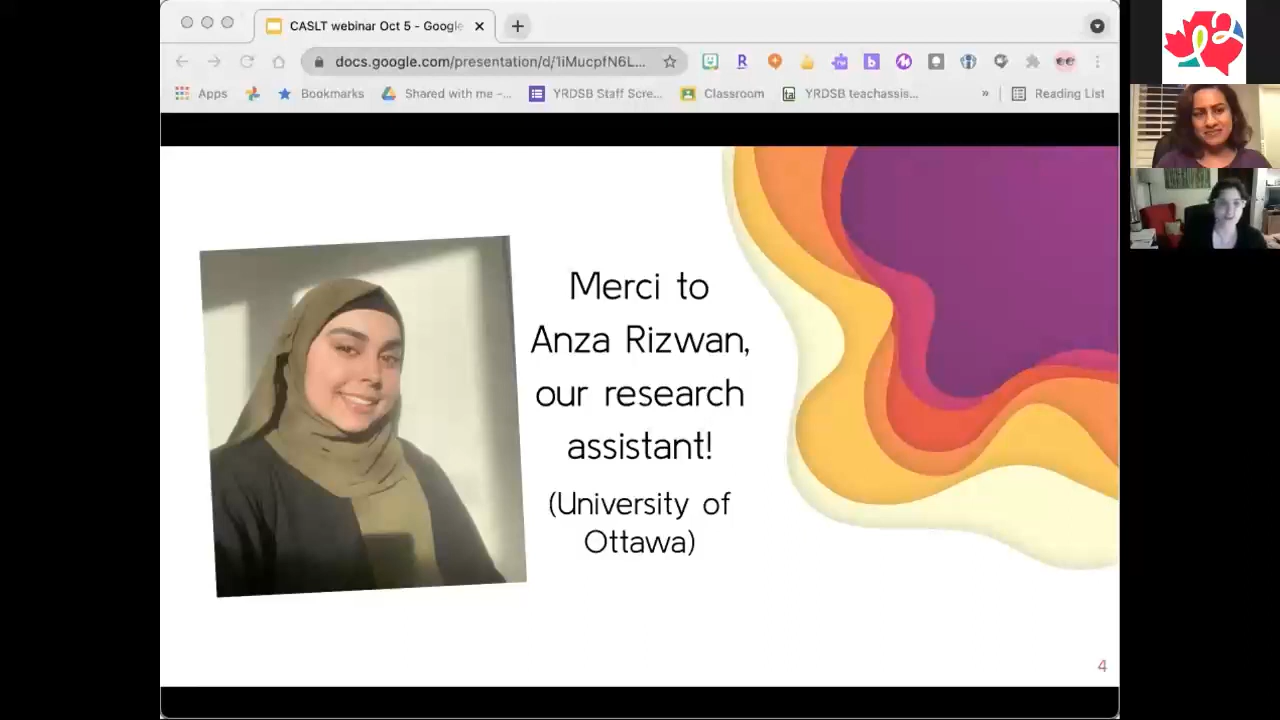 CASLT webinar Oct 5 - Google
docs.google.com/presentation/d/1iMucpfN6L...
Apps
Bookmarks
Shared with me –...
YRDSB Staff Scre...
Classroom
ta
YRDSB teachassis...
»
Reading List
Merci to
Anza Rizwan,
our research
assistant!
(University of
Ottawa)
4